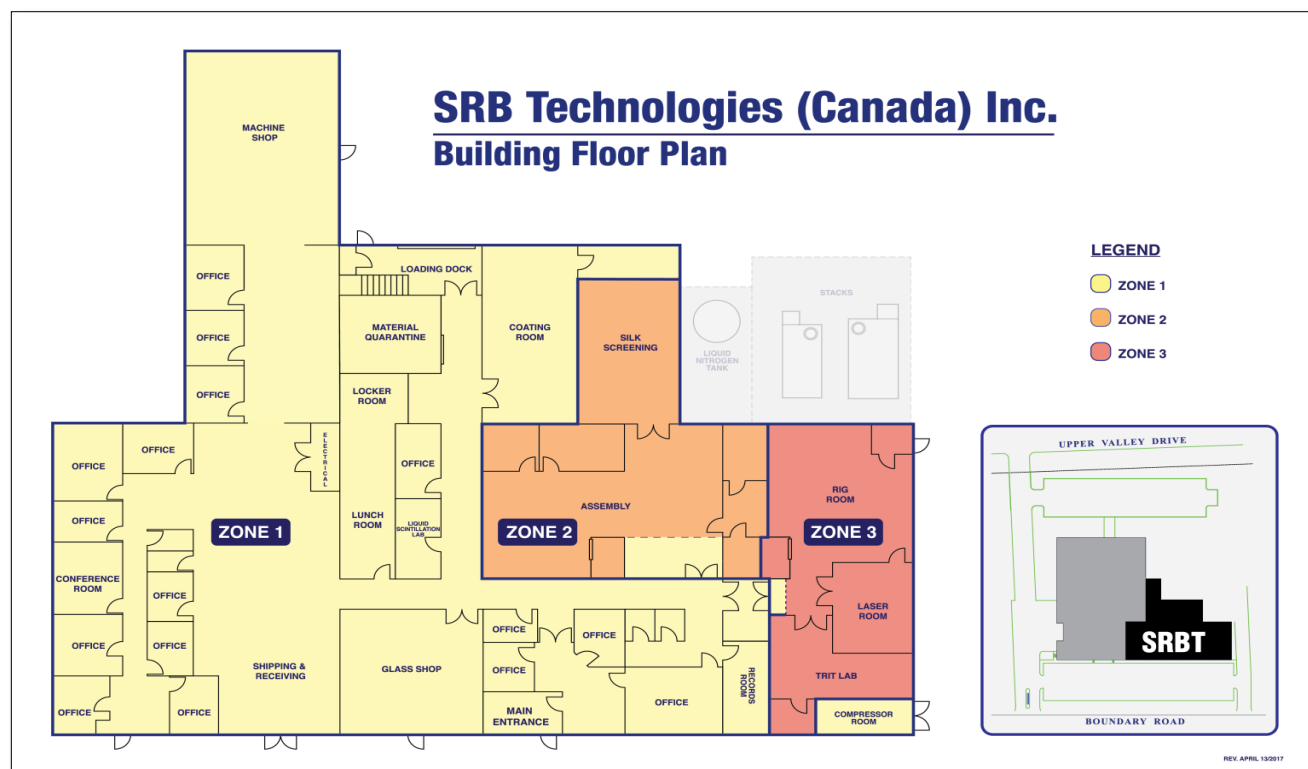 SRB Technologies (Canada) Inc.
Building Floor Plan
MACHINE
SHOP
OFFICE
OFFICE
OFFICE
LOADING DOCK
MATERIAL
QUARANTINE
COATING
ROOM
SILK
SCREENING
LIQUID
NITROGEN
TANK
STACKS
LEGEND
ZONE 1
ZONE 2
ZONE 3
LOCKER
ROOM
ELECTRICAL
OFFICE
OFFICE
OFFICE
OFFICE
LIQUID
SCINTILLATION
LAB
LUNCH
ROOM
ZONE 1
ASSEMBLY
ZONE 2
RIG
ROOM
ZONE 3
CONFERENCE
ROOM
OFFICE
OFFICE
OFFICE
OFFICE
OFFICE
SHIPPING &
RECEIVING
GLASS SHOP
OFFICE
OFFICE
OFFICE
MAIN
ENTRANCE
OFFICE
RECORDS
ROOM
LASER
ROOM
TRIT LAB
COMPRESSOR
ROOM
UPPER VALLEY DRIVE
SRBT
BOUNDARY ROAD
REV. APRIL 13/2017